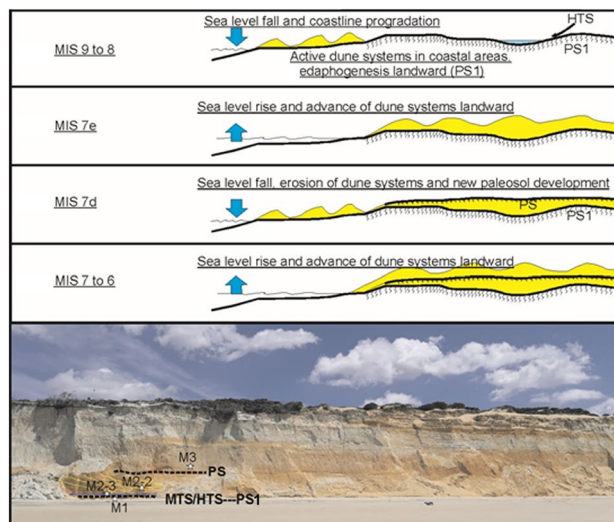 Sea level fall and coastline progradation
HTS
MIS 9 to 8
PS1
Active dune systems in coastal areas,
edaphogenesis landward (PS1)
Sea level rise and advance of dune systems landward
MIS 7e
Sea level fall, erosion of dune systems and new paleosol development
MIS 7d
PS
PS1
Sea level rise and advance of dune systems landward
MIS 7 to 6
M3
PS
M2-2
M2-3
MTS/HTS---PS1
M1